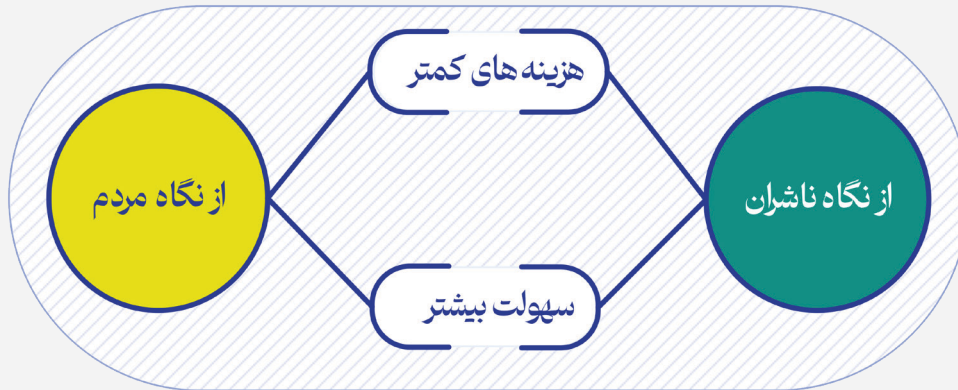 هزینه های کمتر
از نگاه ناشران
از نگاه مردم
سهولت بیشتر